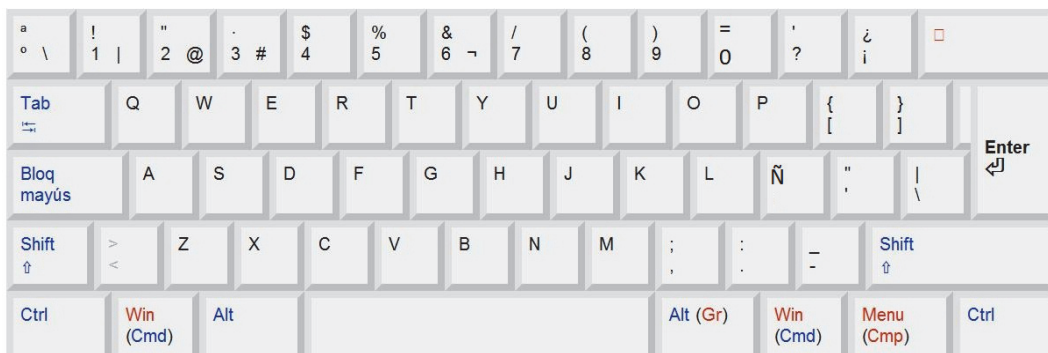 ª ! " · $ % & / ( ) = ' ¿
º \ 1 | 2 @ 3 # 4 5 6 ¬ 7 8 9 0 ? ¡
Tab Q W E R T Y U I O P { }
[ ]
Enter
Bloq A S D F G H J K L Ñ " |
mayús ' \
Shift > Z X C V B N M ; : _ Shift
< , . -
Ctrl Win Alt Alt (Gr) Win Menu Ctrl
(Cmd) (Cmd) (Cmp)